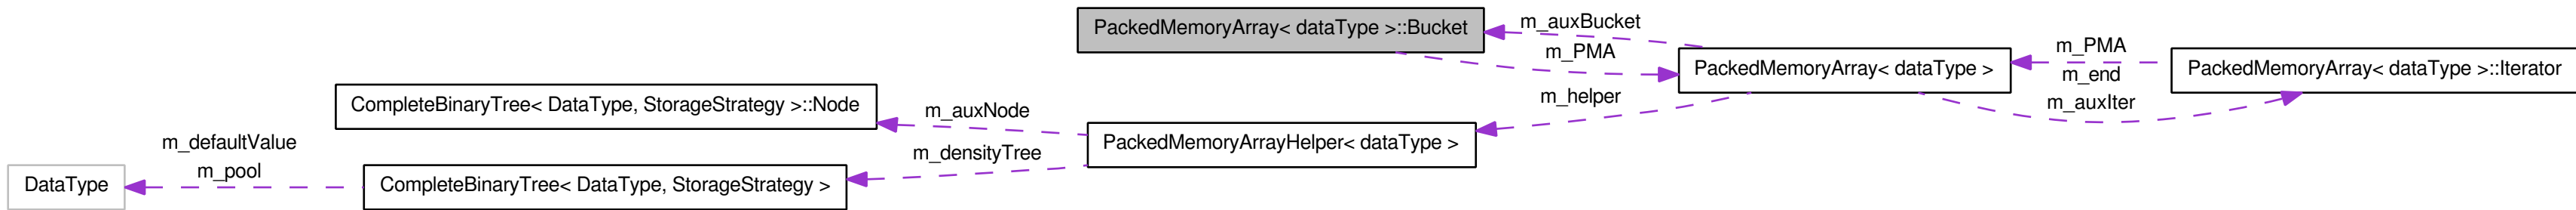 PackedMemoryArray< dataType >::Bucket
m_auxBucket
m_PMA
PackedMemoryArray< dataType >
m_PMA
m_end
m_auxIter
PackedMemoryArray< dataType >::Iterator
CompleteBinaryTree< DataType, StorageStrategy >::Node
m_auxNode
m_helper
PackedMemoryArrayHelper< dataType >
m_defaultValue
m_pool
m_densityTree
DataType
CompleteBinaryTree< DataType, StorageStrategy >